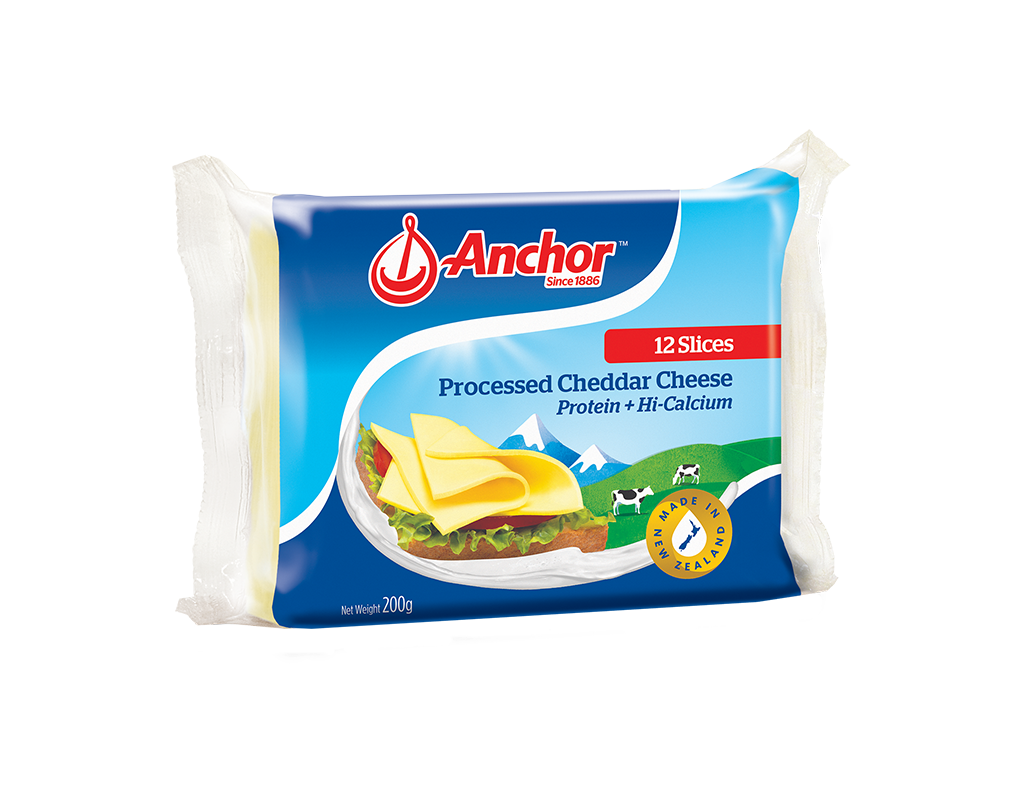 Anchor™
Since 1886
12 Slices
Processed Cheddar Cheese
Protein + Hi-Calcium
MADE IN
NEW ZEALAND
Net Weight 200g